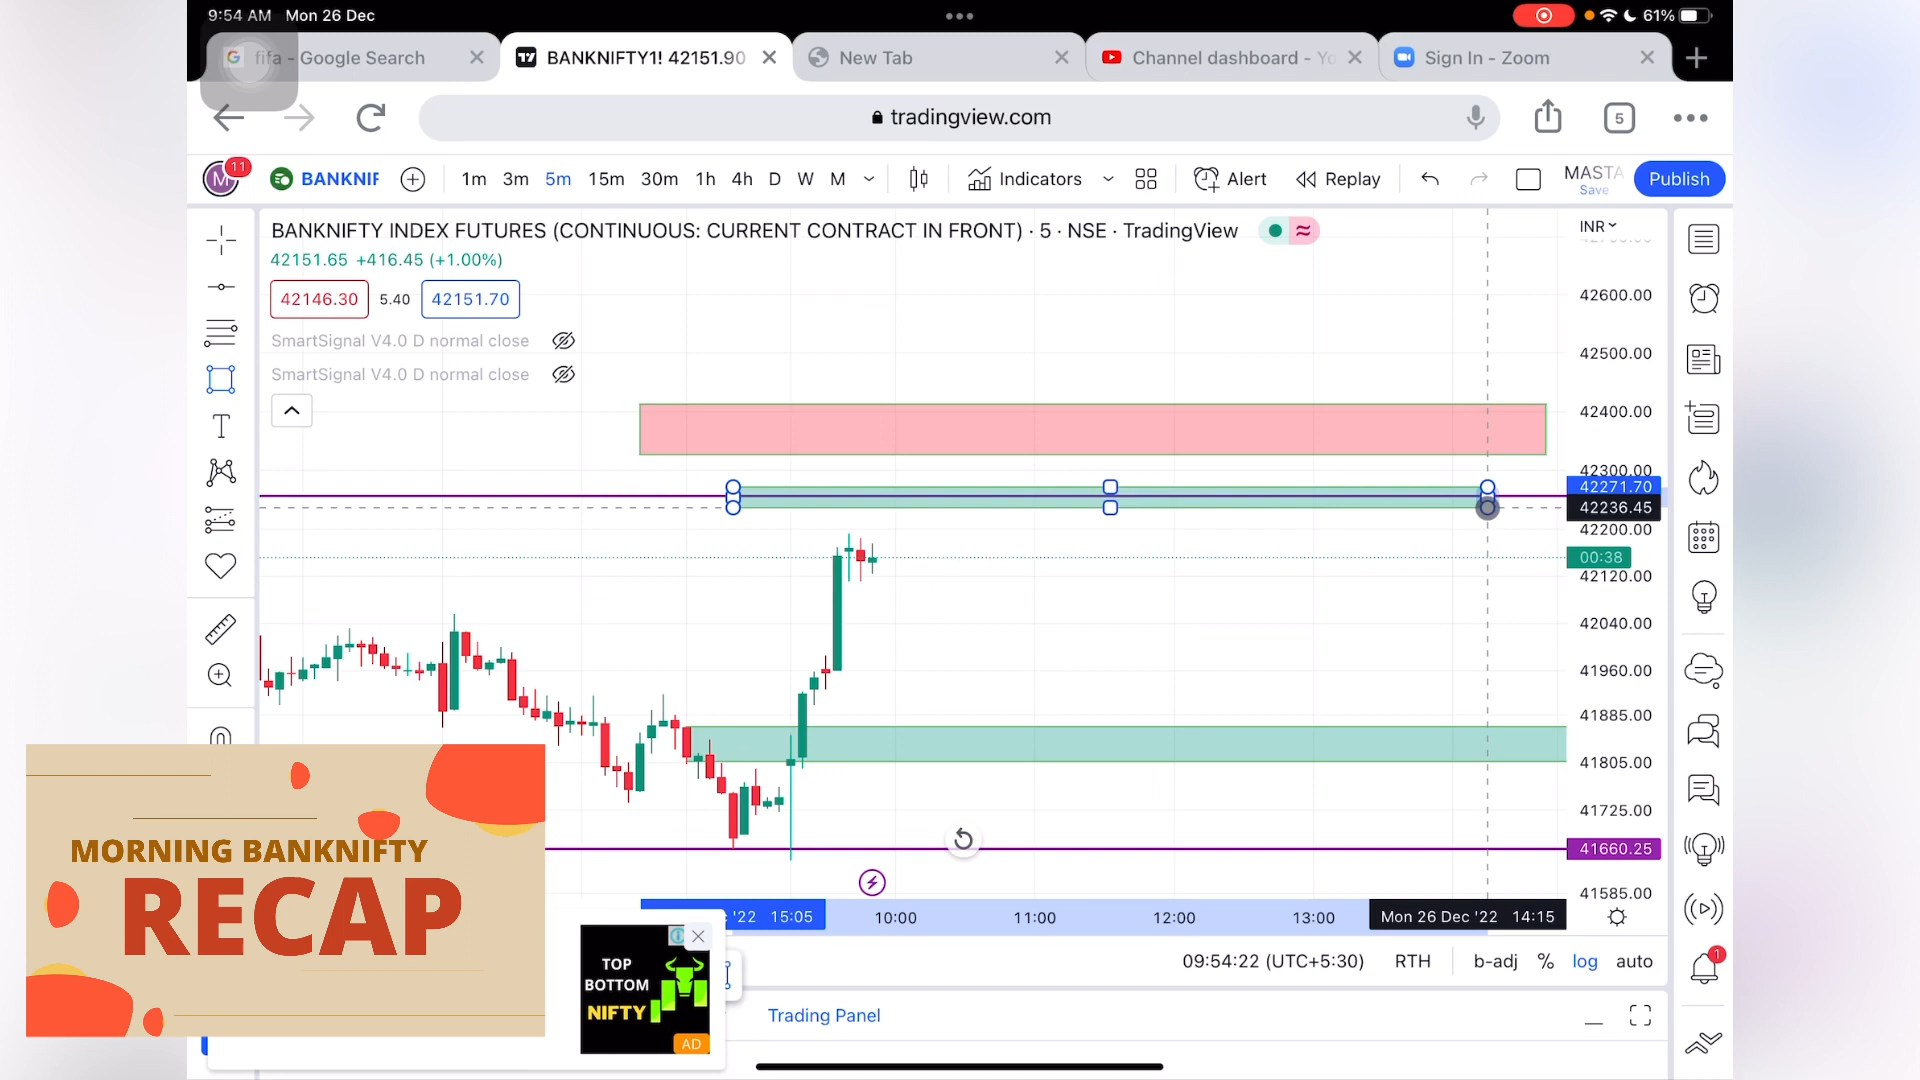 9:54 AM Mon 26 Dec
61%
fifa - Google Search
BANKNIFTY1! 42151.90
New Tab
Channel dashboard - Yo
Sign In - Zoom
tradingview.com
5
M 11
BANKNIF
1m 3m 5m 15m 30m 1h 4h D W M
Indicators
Alert
Replay
MASTA
Save
Publish
BANKNIFTY INDEX FUTURES (CONTINUOUS: CURRENT CONTRACT IN FRONT) · 5 · NSE · TradingView
INR
42151.65 +416.45 (+1.00%)
42146.30 5.40 42151.70
SmartSignal V4.0 D normal close
SmartSignal V4.0 D normal close
42600.00
42500.00
42400.00
42300.00
42271.70
42236.45
42200.00
00:38
42120.00
42040.00
41960.00
41885.00
41805.00
41725.00
41660.25
41585.00
T
MORNING BANKNIFTY
RECAP
'22 15:05
10:00
11:00
12:00
13:00
Mon 26 Dec '22 14:15
09:54:22 (UTC+5:30)
RTH
b-adj
%
log
auto
1
TOP
BOTTOM
NIFTY
AD
Trading Panel